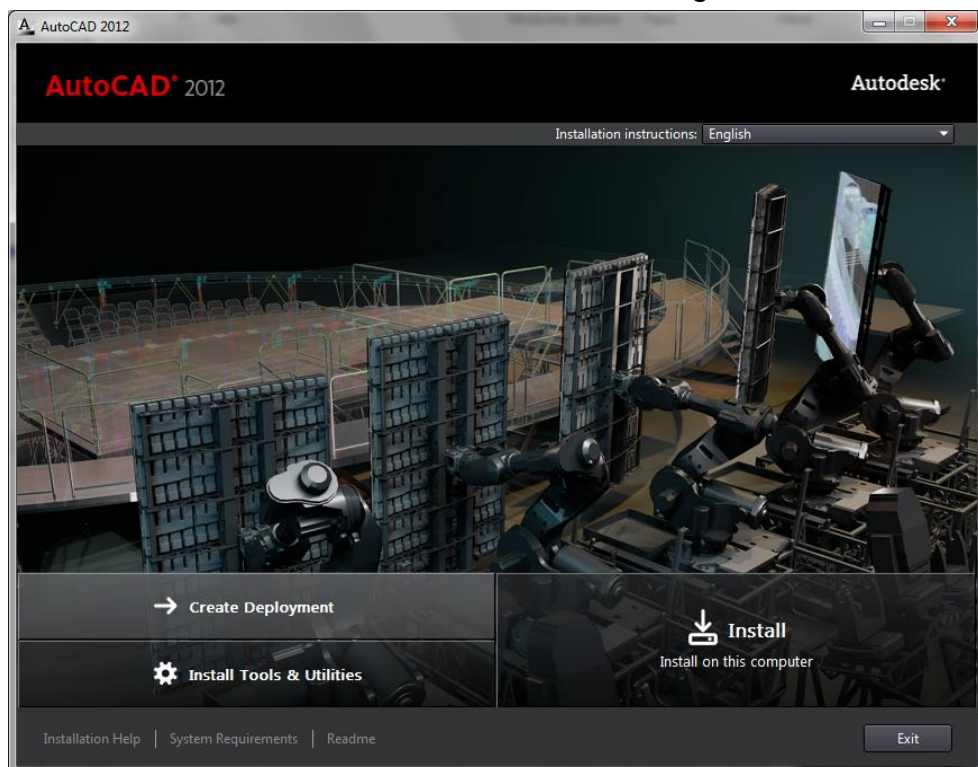 AutoCAD 2012
AutoCAD® 2012
Autodesk®
Installation instructions: English
Create Deployment
Install Tools & Utilities
Install
Install on this computer
Installation Help | System Requirements | Readme
Exit